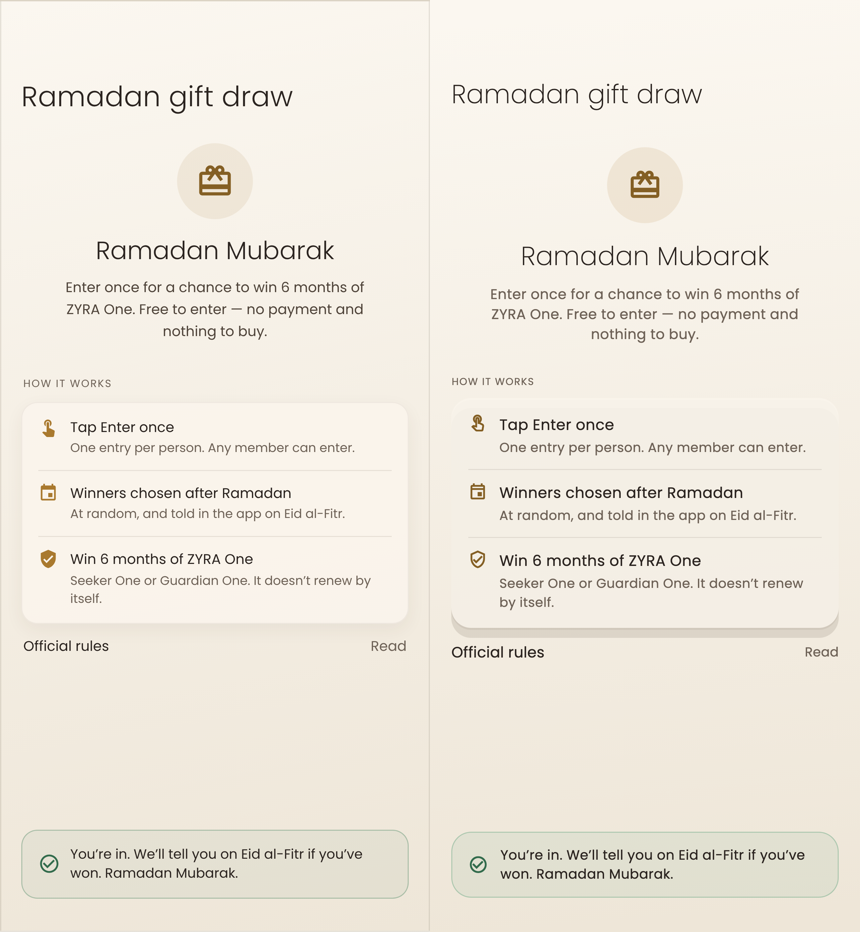 Ramadan gift draw
Ramadan Mubarak
Enter once for a chance to win 6 months of
ZYRA One. Free to enter — no payment and
nothing to buy.
HOW IT WORKS
Tap Enter once
One entry per person. Any member can enter.
Winners chosen after Ramadan
At random, and told in the app on Eid al-Fitr.
Win 6 months of ZYRA One
Seeker One or Guardian One. It doesn’t renew by
itself.
Official rules
Read
You’re in. We’ll tell you on Eid al-Fitr if you’ve
won. Ramadan Mubarak.
Ramadan gift draw
Ramadan Mubarak
Enter once for a chance to win 6 months of
ZYRA One. Free to enter — no payment and
nothing to buy.
HOW IT WORKS
Tap Enter once
One entry per person. Any member can enter.
Winners chosen after Ramadan
At random, and told in the app on Eid al-Fitr.
Win 6 months of ZYRA One
Seeker One or Guardian One. It doesn’t renew
by itself.
Official rules
Read
You’re in. We’ll tell you on Eid al-Fitr if you’ve
won. Ramadan Mubarak.